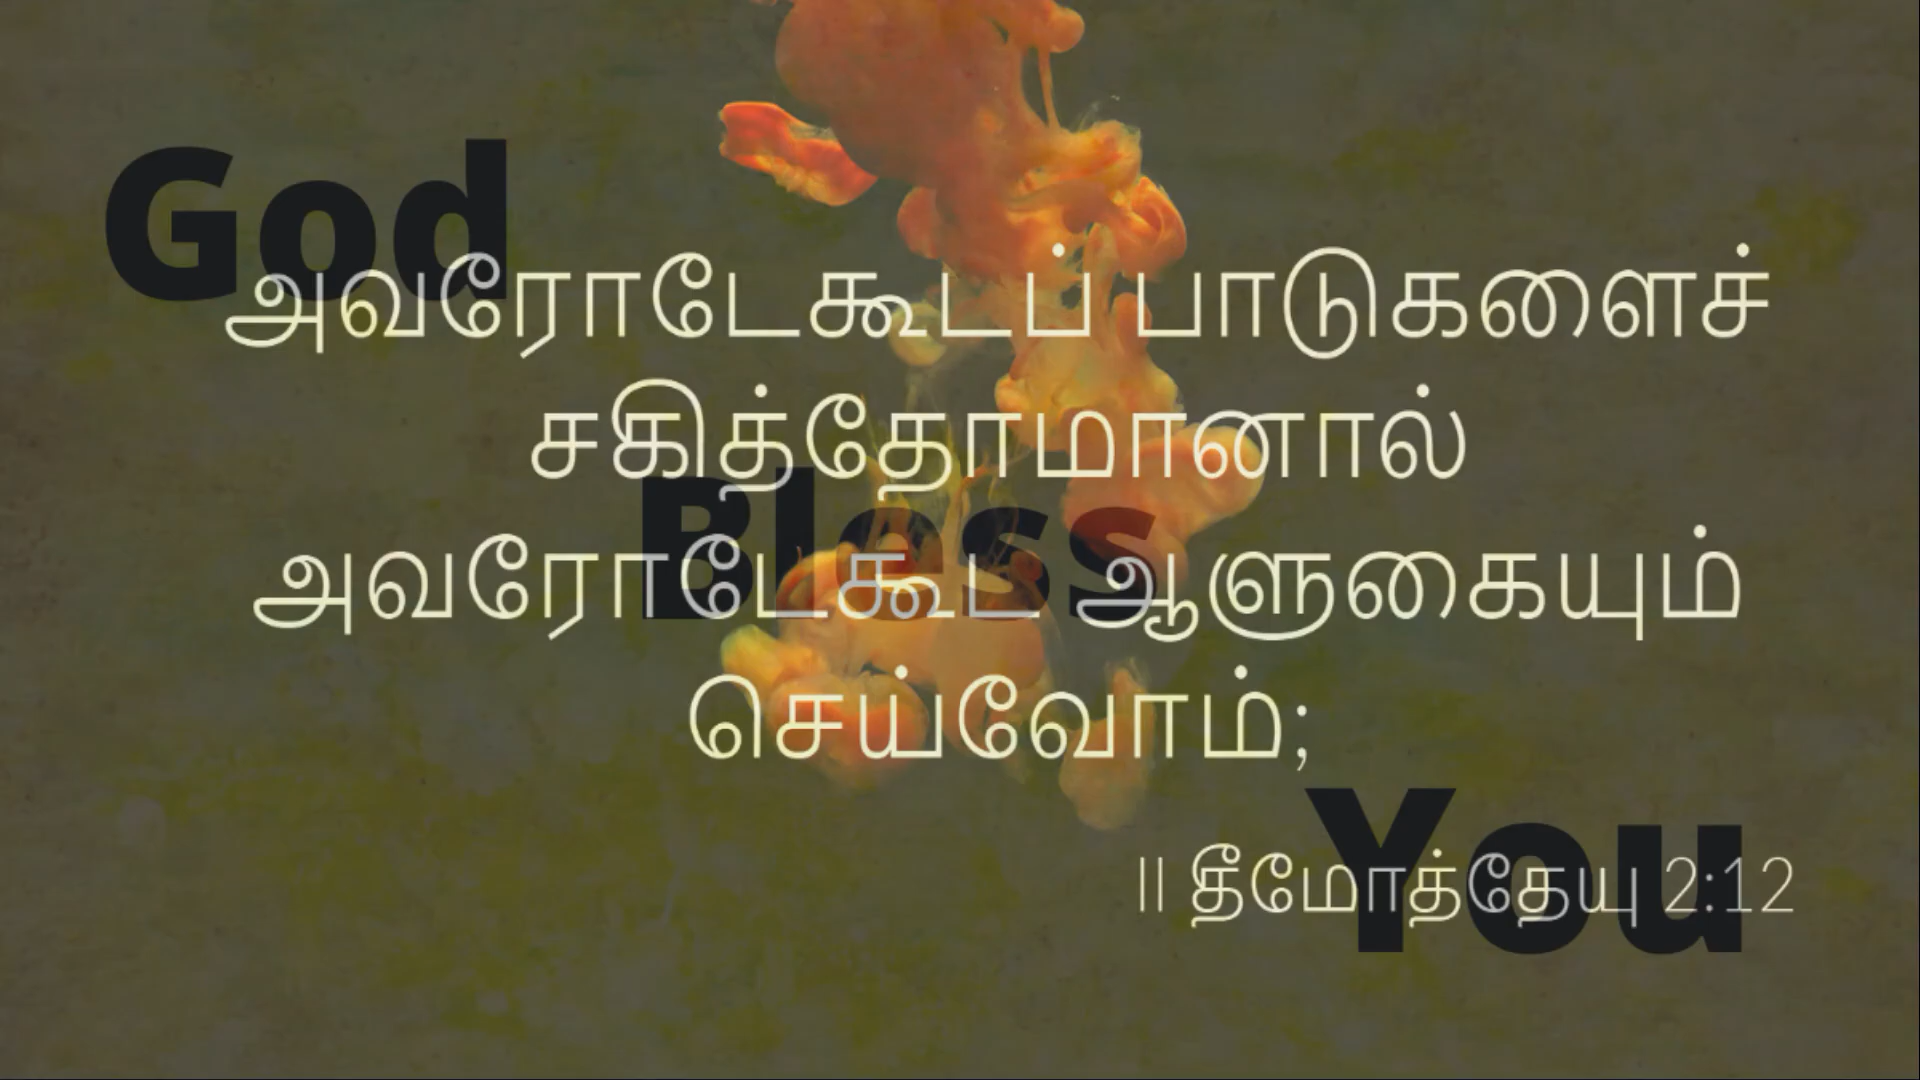 God
அவரோடேகூடப் பாடுகளைச்
சகித்தோமானால்
Bless
அவரோடேகூட ஆளுகையும்
செய்வோம்;
You
II தீமோத்தேயு 2:12